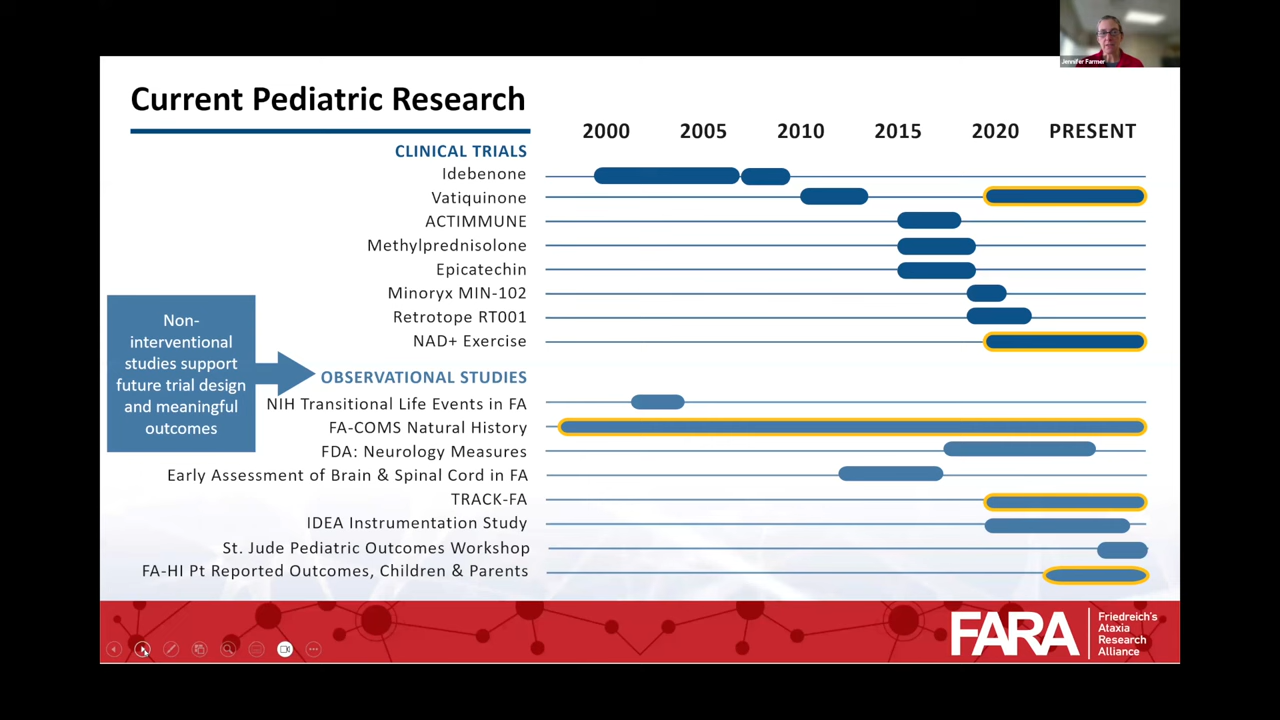 Jennifer Farmer
Current Pediatric Research
2000 2005 2010 2015 2020 PRESENT
CLINICAL TRIALS
Idebenone
Vatiquinone
ACTIMMUNE
Methylprednisolone
Epicatechin
Minoryx MIN-102
Retrotope RT001
NAD+ Exercise
Non-
interventional
studies support
future trial design
and meaningful
outcomes
OBSERVATIONAL STUDIES
NIH Transitional Life Events in FA
FA-COMS Natural History
FDA: Neurology Measures
Early Assessment of Brain & Spinal Cord in FA
TRACK-FA
IDEA Instrumentation Study
St. Jude Pediatric Outcomes Workshop
FA-HI Pt Reported Outcomes, Children & Parents
FARA
Friedreich's
Ataxia
Research
Alliance